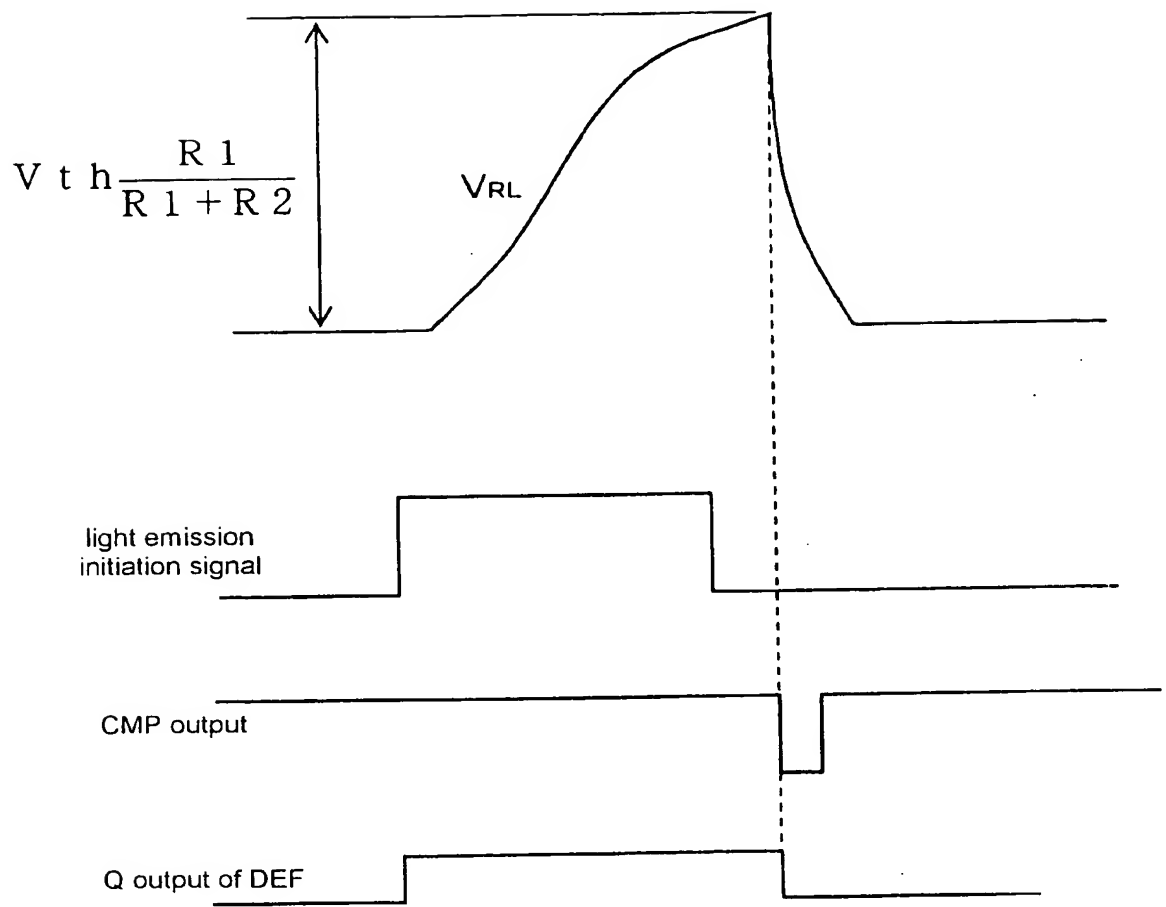 V t h R 1
R 1 + R 2
VRL
light emission
initiation signal
CMP output
Q output of DEF